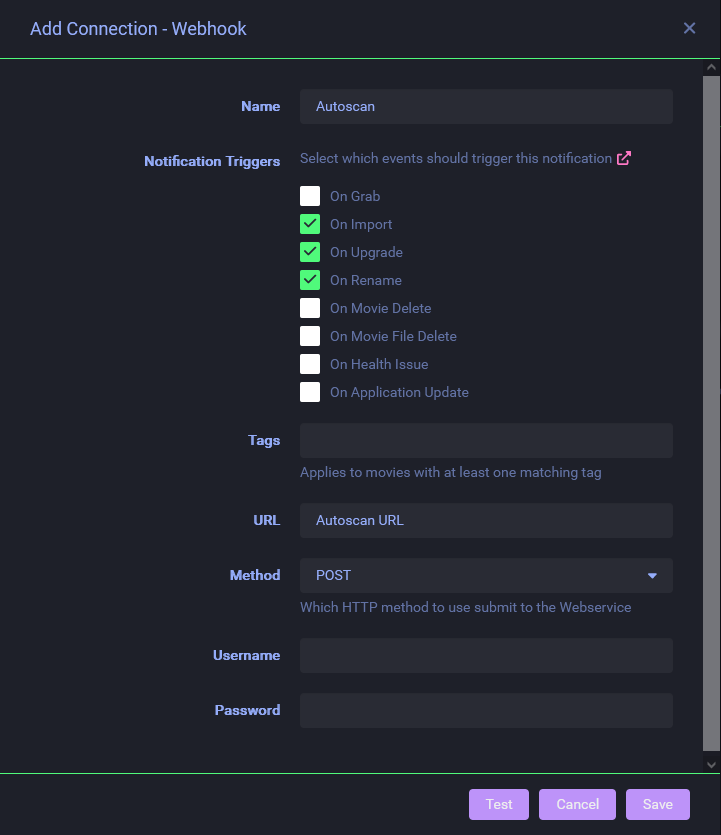 Add Connection - Webhook
Name
Autoscan
Notification Triggers
Select which events should trigger this notification
On Grab
On Import
On Upgrade
On Rename
On Movie Delete
On Movie File Delete
On Health Issue
On Application Update
Tags
Applies to movies with at least one matching tag
URL
Autoscan URL
Method
POST
Which HTTP method to use submit to the Webservice
Username
Password
Test
Cancel
Save